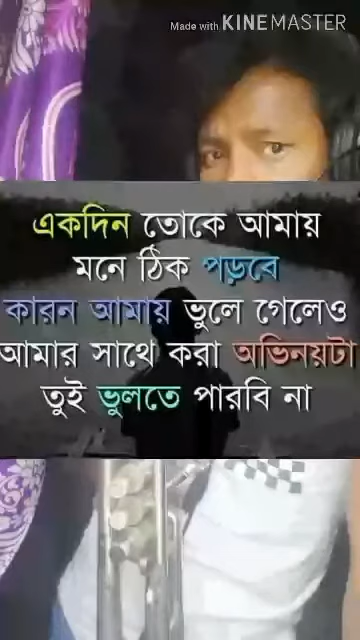 Made with KINEMASTER
একদিন তোকে আমায়
মনে ঠিক পড়বে
কারন আমায় ভুলে গেলেও
আমার সাথে করা অভিনয়টা
তুই ভুলতে পারবি না